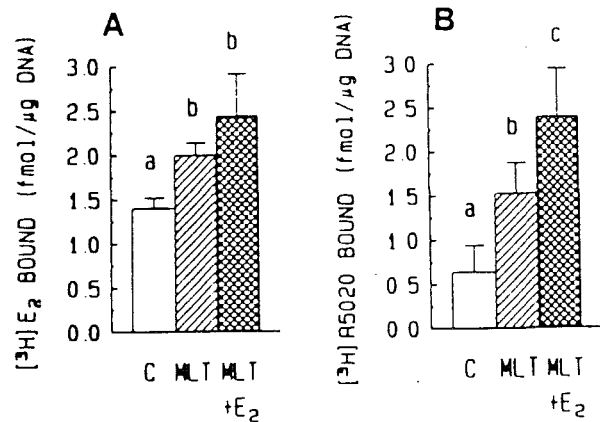 A
[³H]E₂ BOUND (fmol/µg DNA)
3.0
2.5
2.0
1.5
1.0
0.5
0.0
a
b
b
C MLT MLT
+E₂
B
[³H]R5020 BOUND (fmol/µg DNA)
3 0
2 5
2 0
1 5
1 0
0 5
0 0
a
b
c
C MLT MLT
+E₂